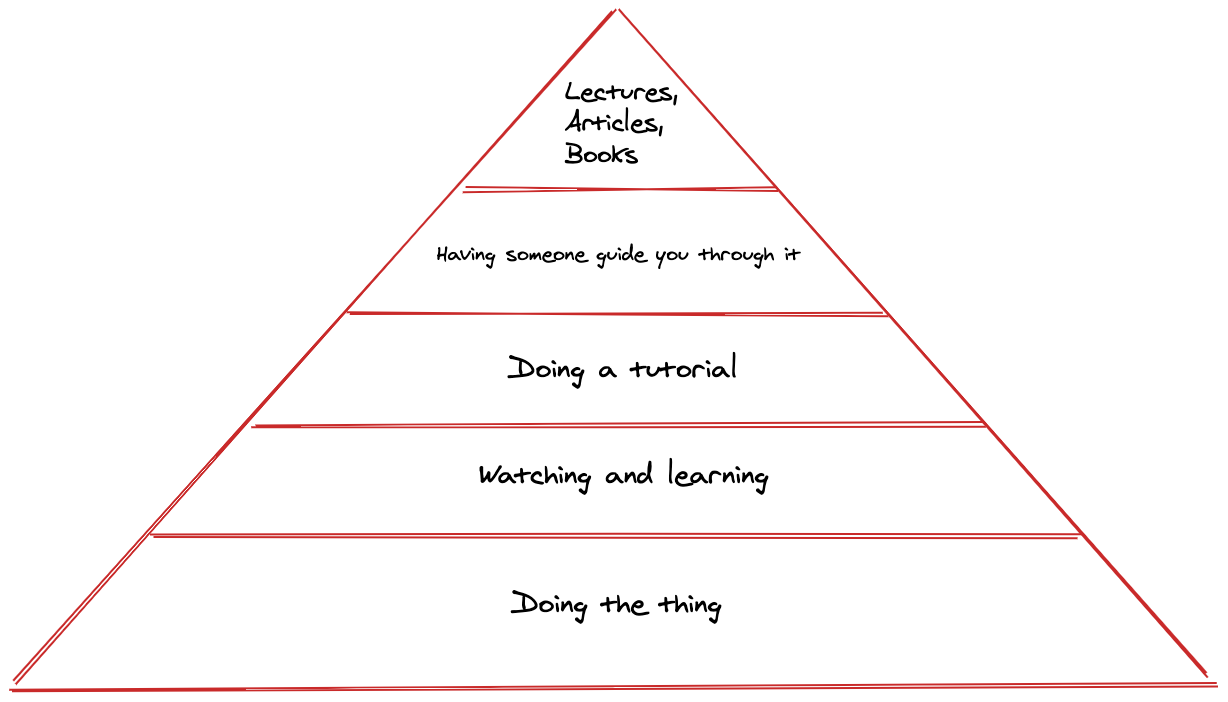 Lectures,
Articles,
Books
Having someone guide you through it
Doing a tutorial
Watching and learning
Doing the thing